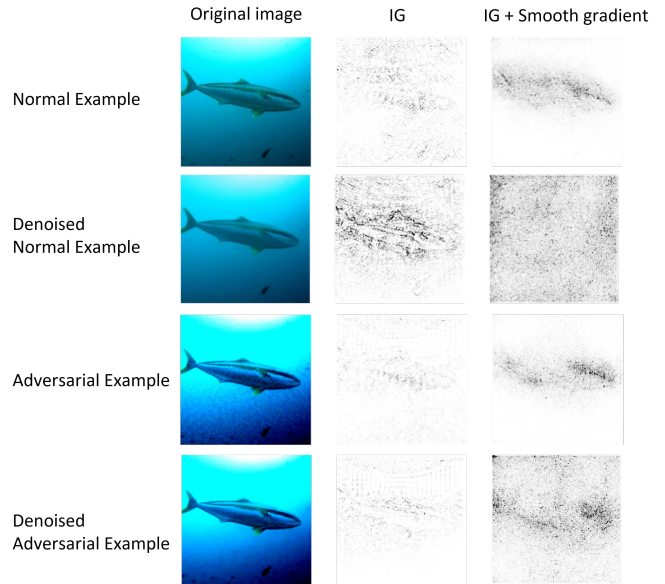 Original image
IG
IG + Smooth gradient
Normal Example
Denoised
Normal Example
Adversarial Example
Denoised
Adversarial Example